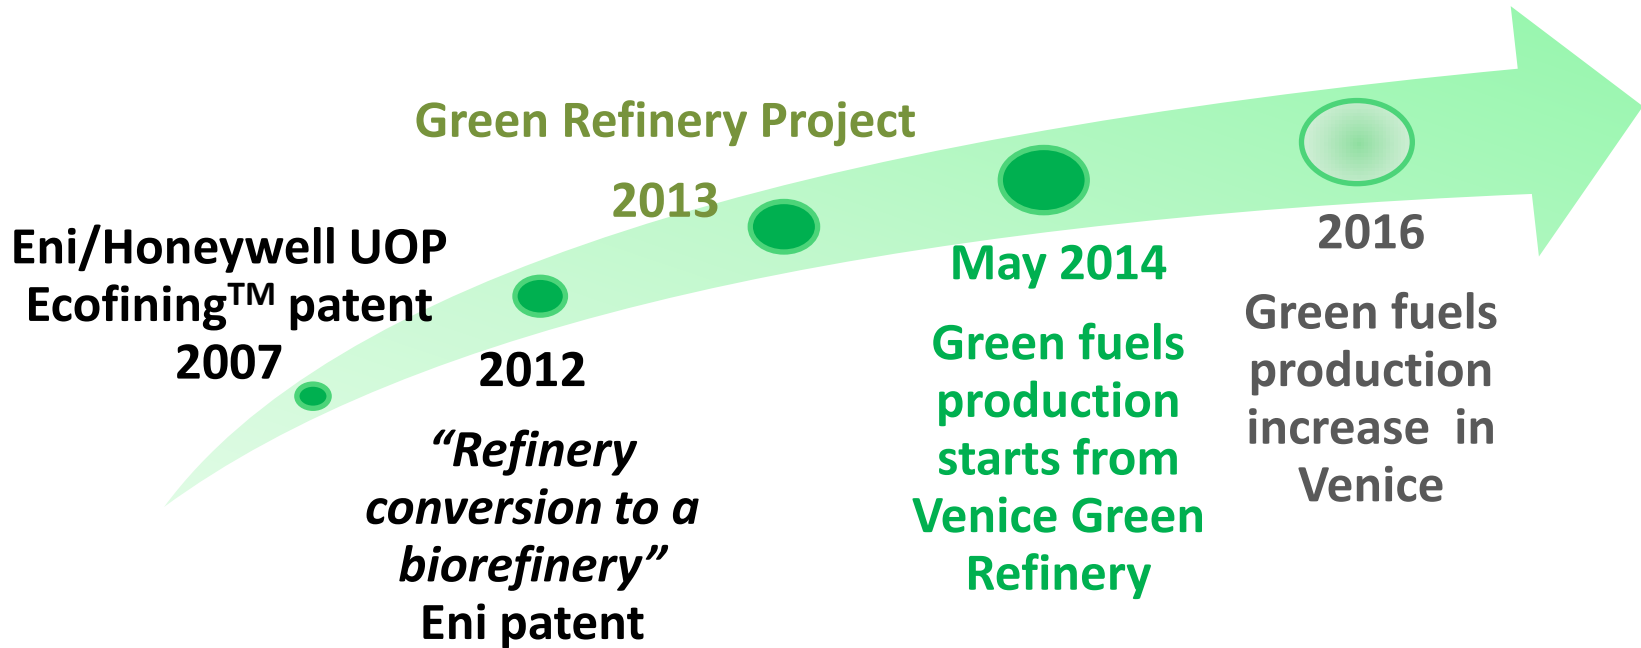 Eni/Honeywell UOP
Ecofining™ patent
2007
2012
“Refinery
conversion to a
biorefinery”
Eni patent
Green Refinery Project
2013
May 2014
Green fuels
production
starts from
Venice Green
Refinery
2016
Green fuels
production
increase  in
Venice